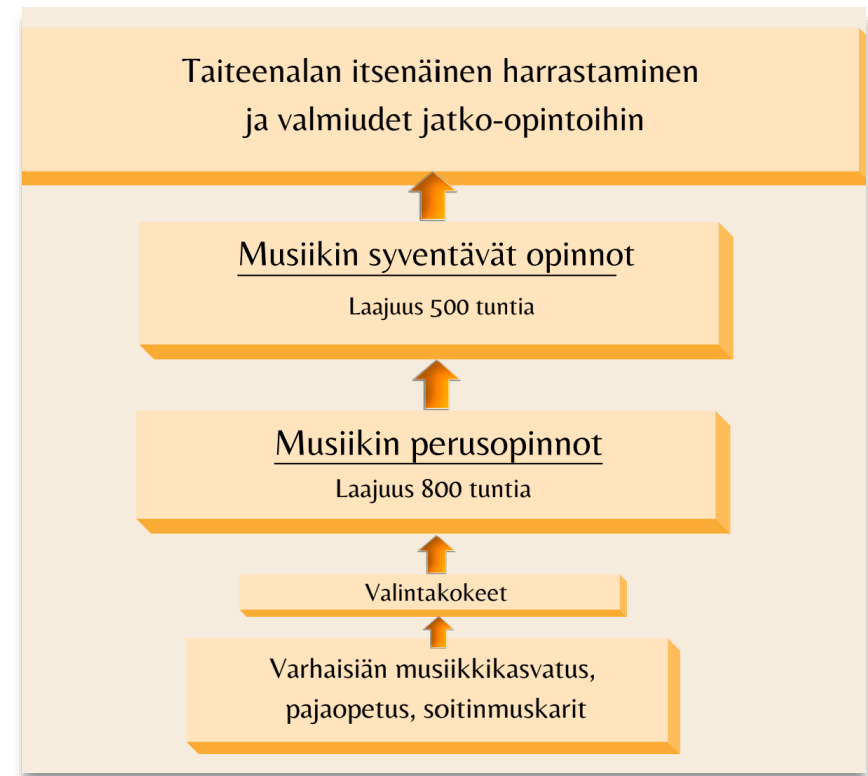 Taiteenalan itsenäinen harrastaminen
ja valmiudet jatko-opintoihin
Musiikin syventävät opinnot
Laajuus 500 tuntia
Musiikin perusopinnot
Laajuus 800 tuntia
Valintakokeet
Varhaisiän musiikkikasvatus,
pajaopetus, soitinmuskarit